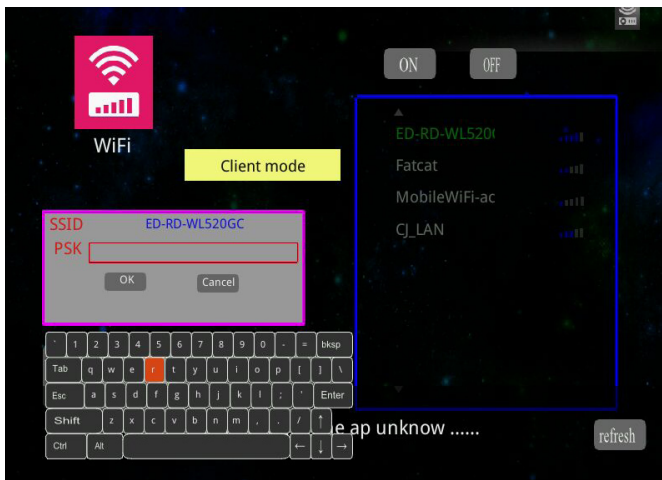 ON OFF
WiFi
Client mode
ED-RD-WL520
Fatcat
MobileWiFi-ac
CJ_LAN
SSID ED-RD-WL520GC
PSK
OK Cancel
` 1 2 3 4 5 6 7 8 9 0 - = bksp
Tab q w e r t y u i o p [ ] \
Esc a s d f g h j k l ; ' Enter
Shift z x c v b n m , . / ↑
Ctrl Alt ← ↓ →
e ap unknow ......
refresh